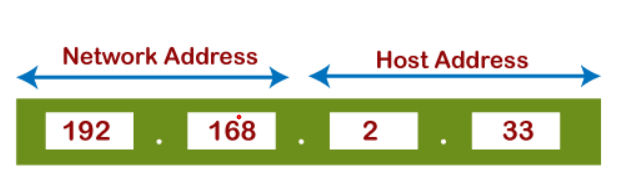 Network Address Host Address
192 . 168 . 2 . 33